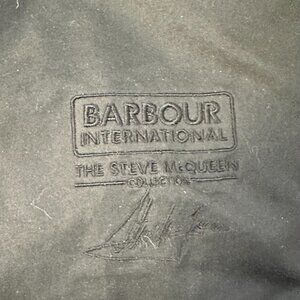 BARBOUR
INTERNATIONAL
THE STEVE McQUEEN
COLLECTION